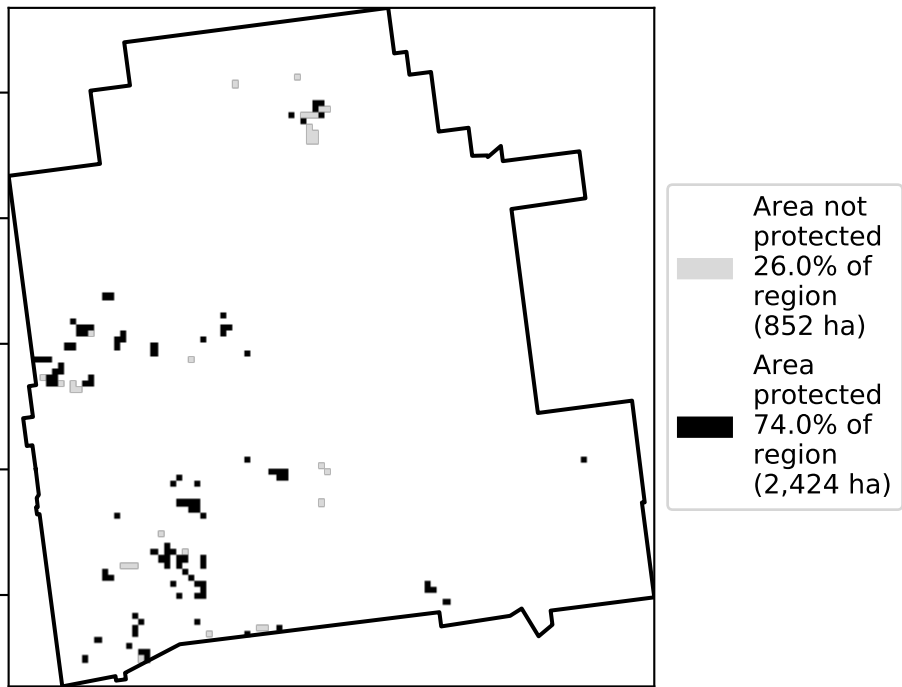 Area not
protected
26.0% of
region
(852 ha)
Area
protected
74.0% of
region
(2,424 ha)